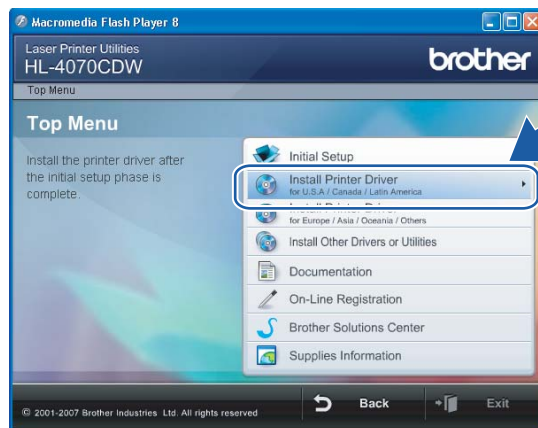 Macromedia Flash Player 8
Laser Printer Utilities
HL-4070CDW
brother
Top Menu
Top Menu
Install the printer driver after
the initial setup phase is
complete.
Initial Setup
Install Printer Driver
for U.S.A / Canada / Latin America
Install Printer Driver
for Europe / Asia / Oceania / Others
Install Other Drivers or Utilities
Documentation
On-Line Registration
Brother Solutions Center
Supplies Information
© 2001-2007 Brother Industries Ltd. All rights reserved
Back
Exit